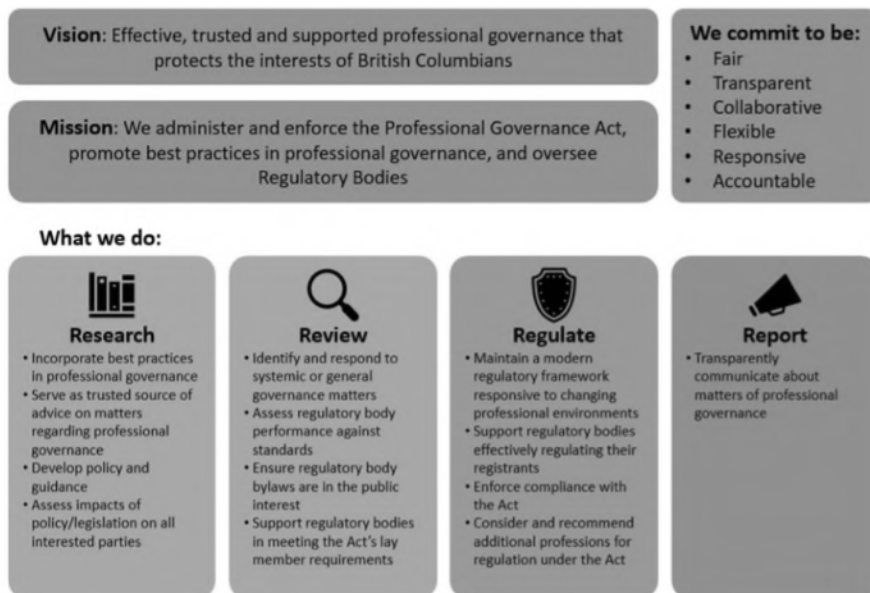 Vision: Effective, trusted and supported professional governance that
protects the interests of British Columbians
Mission: We administer and enforce the Professional Governance Act,
promote best practices in professional governance, and oversee
Regulatory Bodies
We commit to be:
• Fair
• Transparent
• Collaborative
• Flexible
• Responsive
• Accountable
What we do:
Research
• Incorporate best practices
in professional governance
• Serve as trusted source of
advice on matters
regarding professional
governance
• Develop policy and
guidance
• Assess impacts of
policy/legislation on all
interested parties
Review
• Identify and respond to
systemic or general
governance matters
• Assess regulatory body
performance against
standards
• Ensure regulatory body
bylaws are in the public
interest
• Support regulatory bodies
in meeting the Act's lay
member requirements
Regulate
• Maintain a modern
regulatory framework
responsive to changing
professional environments
• Support regulatory bodies
effectively regulating their
registrants
• Enforce compliance with
the Act
• Consider and recommend
additional professions for
regulation under the Act
Report
• Transparently
communicate about
matters of professional
governance